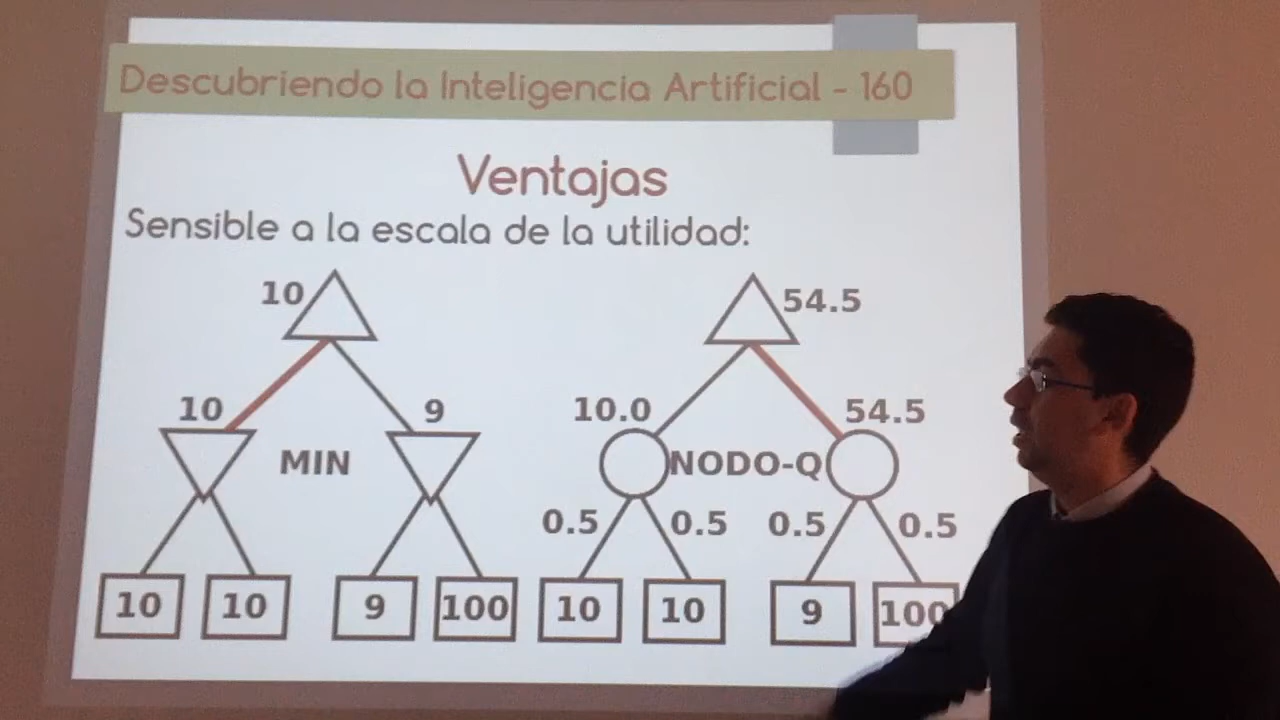 Descubriendo la Inteligencia Artificial - 160
Ventajas
Sensible a la escala de la utilidad:
10 54.5
10 9 10.0 54.5
MIN NODO-Q
0.5 0.5 0.5 0.5
10 10 9 100 10 10 9 100